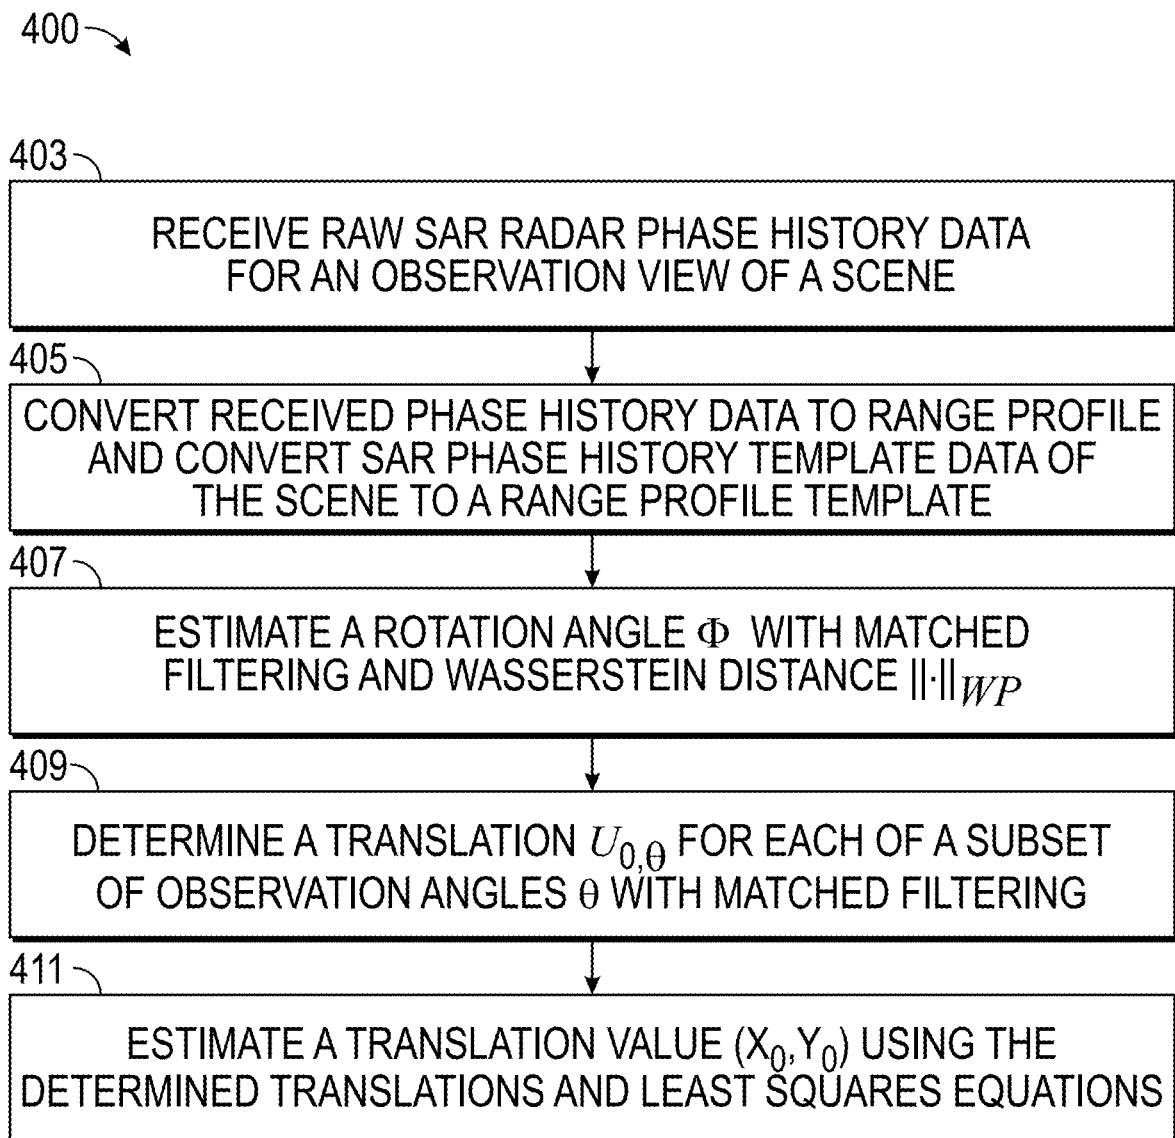 400
403
RECEIVE RAW SAR RADAR PHASE HISTORY DATA
FOR AN OBSERVATION VIEW OF A SCENE
405
CONVERT RECEIVED PHASE HISTORY DATA TO RANGE PROFILE
AND CONVERT SAR PHASE HISTORY TEMPLATE DATA OF
THE SCENE TO A RANGE PROFILE TEMPLATE
407
ESTIMATE A ROTATION ANGLE Φ WITH MATCHED
FILTERING AND WASSERSTEIN DISTANCE ||·||WP
409
DETERMINE A TRANSLATION U0,θ FOR EACH OF A SUBSET
OF OBSERVATION ANGLES θ WITH MATCHED FILTERING
411
ESTIMATE A TRANSLATION VALUE (X0,Y0) USING THE
DETERMINED TRANSLATIONS AND LEAST SQUARES EQUATIONS